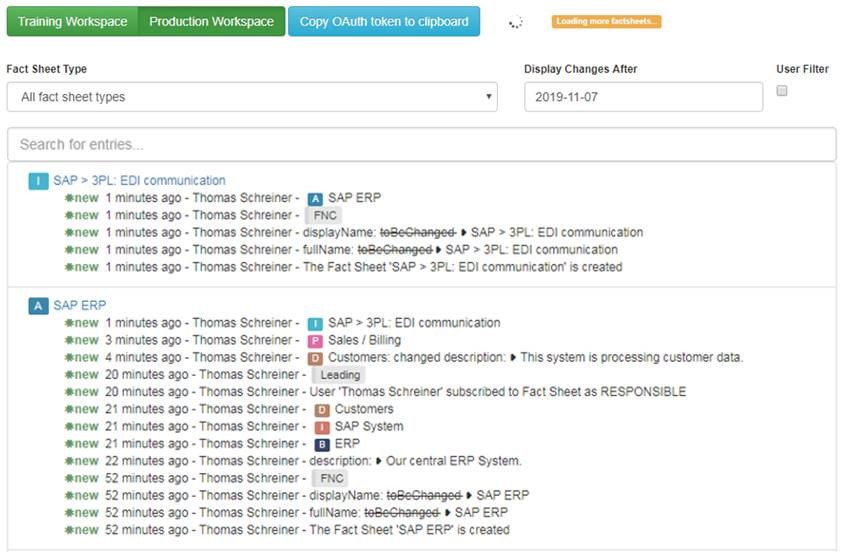 Training Workspace Production Workspace Copy OAuth token to clipboard Loading more factsheets...
Fact Sheet Type Display Changes After User Filter
All fact sheet types 2019-11-07
Search for entries...
I SAP > 3PL: EDI communication
new 1 minutes ago - Thomas Schreiner - A SAP ERP
new 1 minutes ago - Thomas Schreiner - FNC
new 1 minutes ago - Thomas Schreiner - displayName: toBeChanged SAP > 3PL: EDI communication
new 1 minutes ago - Thomas Schreiner - fullName: toBeChanged SAP > 3PL: EDI communication
new 1 minutes ago - Thomas Schreiner - The Fact Sheet 'SAP > 3PL: EDI communication' is created
A SAP ERP
new 1 minutes ago - Thomas Schreiner - I SAP > 3PL: EDI communication
new 3 minutes ago - Thomas Schreiner - P Sales / Billing
new 4 minutes ago - Thomas Schreiner - D Customers: changed description: This system is processing customer data.
new 20 minutes ago - Thomas Schreiner - Leading
new 20 minutes ago - Thomas Schreiner - User 'Thomas Schreiner' subscribed to Fact Sheet as RESPONSIBLE
new 21 minutes ago - Thomas Schreiner - D Customers
new 21 minutes ago - Thomas Schreiner - I SAP System
new 21 minutes ago - Thomas Schreiner - B ERP
new 22 minutes ago - Thomas Schreiner - description: Our central ERP System.
new 52 minutes ago - Thomas Schreiner - FNC
new 52 minutes ago - Thomas Schreiner - displayName: toBeChanged SAP ERP
new 52 minutes ago - Thomas Schreiner - fullName: toBeChanged SAP ERP
new 52 minutes ago - Thomas Schreiner - The Fact Sheet 'SAP ERP' is created